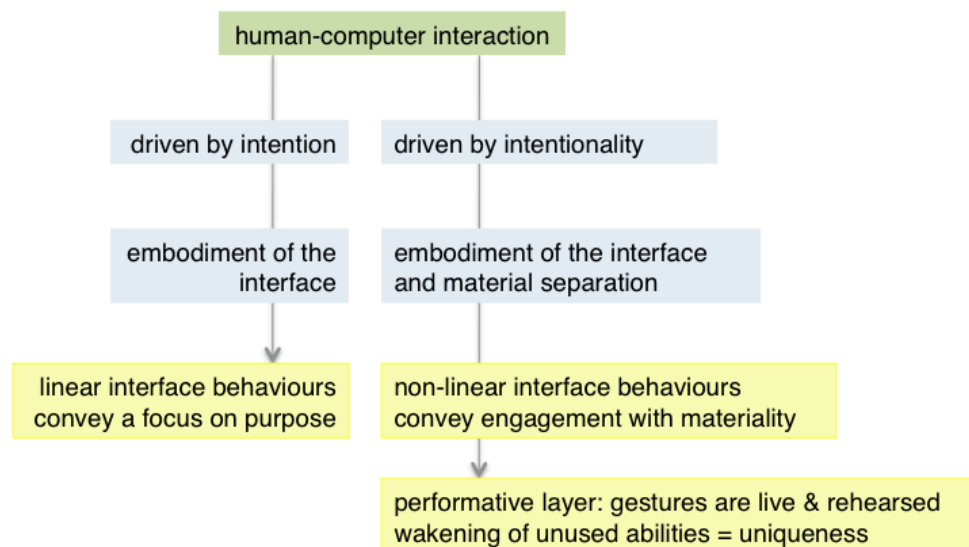 human-computer interaction
driven by intention
driven by intentionality
embodiment of the
interface
embodiment of the interface
and material separation
linear interface behaviours
convey a focus on purpose
non-linear interface behaviours
convey engagement with materiality
performative layer: gestures are live & rehearsed
wakening of unused abilities = uniqueness